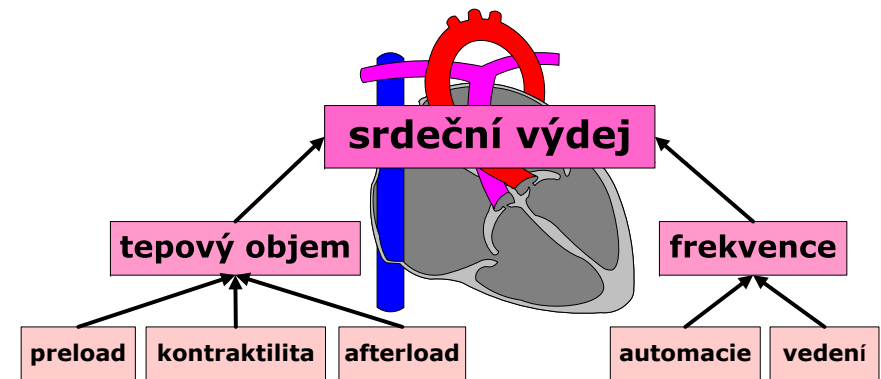 srdeční výdej
tepový objem
frekvence
preload
kontraktilita
afterload
automacie
vedení